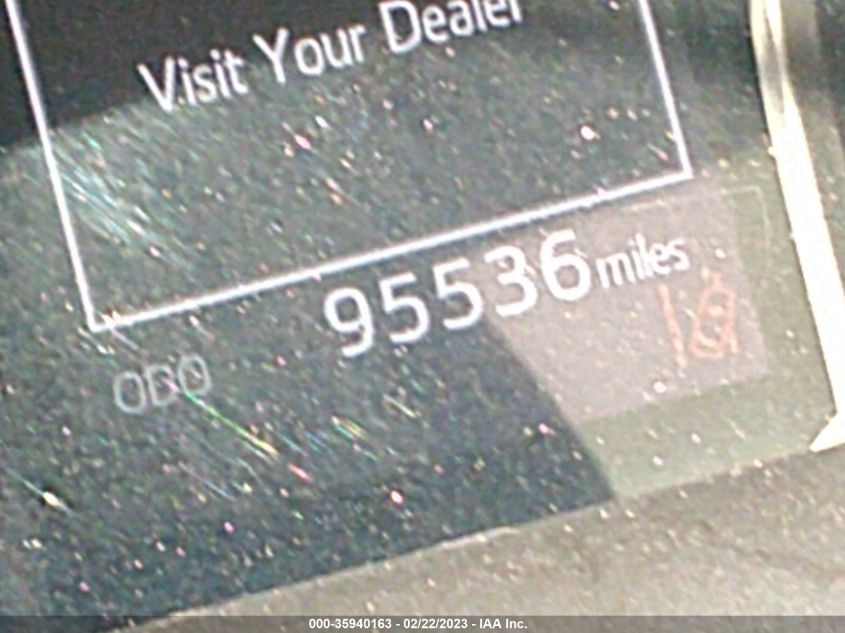 Visit Your Dealer
95536 miles
ODO
000-35940163 - 02/22/2023 - IAA Inc.